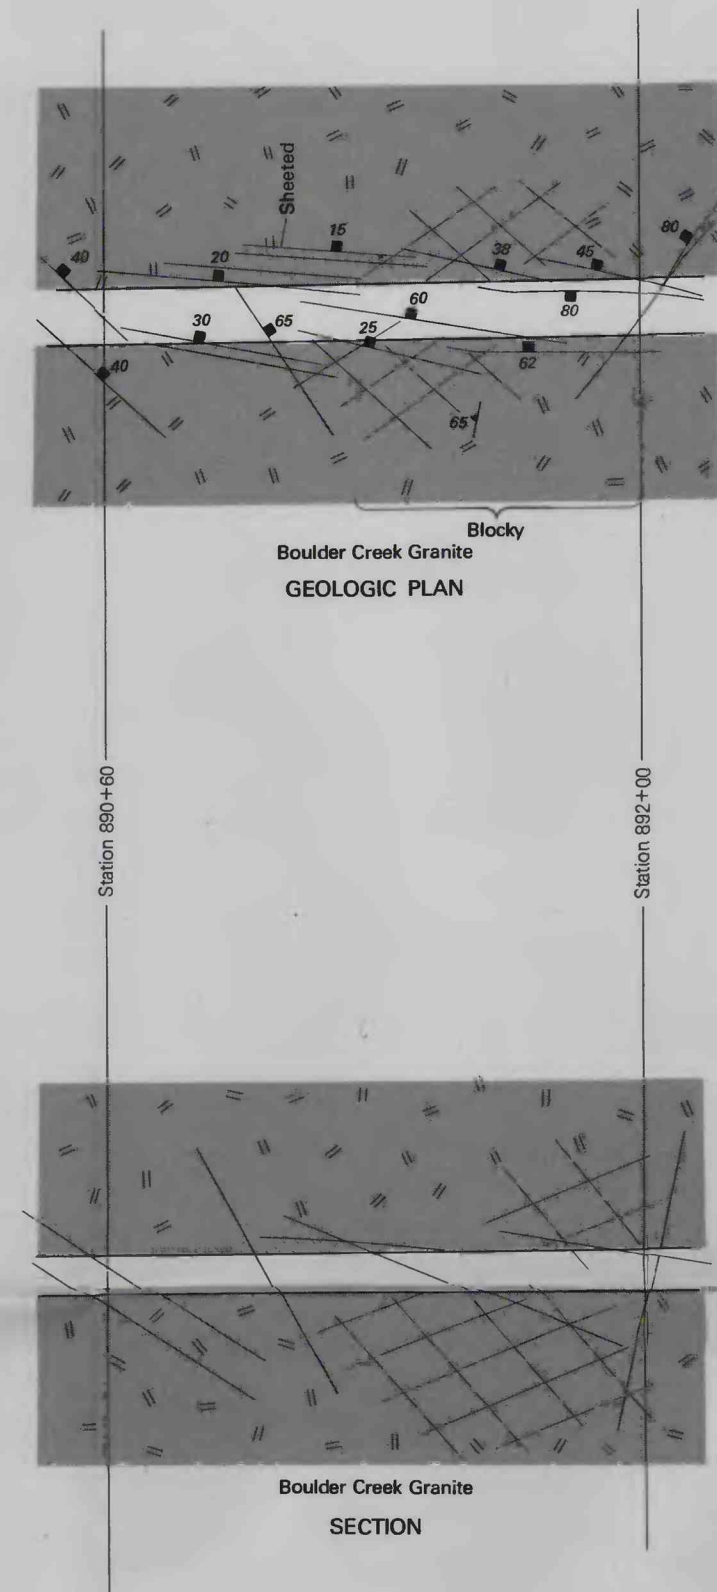 Sheeted
80
15
40
20
38
45
60
80
30
65
25
62
40
65
Blocky
Boulder Creek Granite
GEOLOGIC PLAN
Station 890+60
Station 892+00
Boulder Creek Granite
SECTION